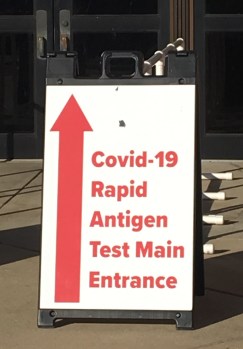 Covid-19
Rapid
Antigen
Test Main
Entrance